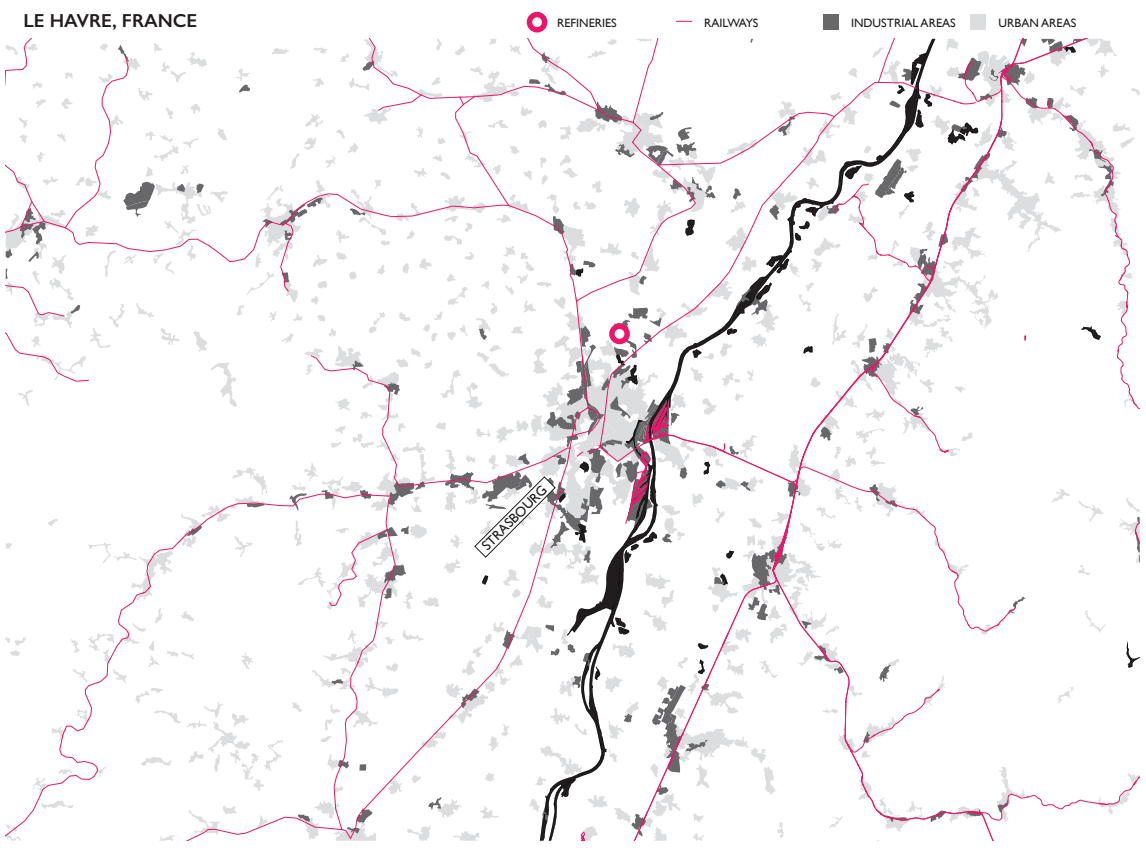 LE HAVRE, FRANCE
REFINERIES
RAILWAYS
INDUSTRIAL AREAS
URBAN AREAS
STRASBOURG